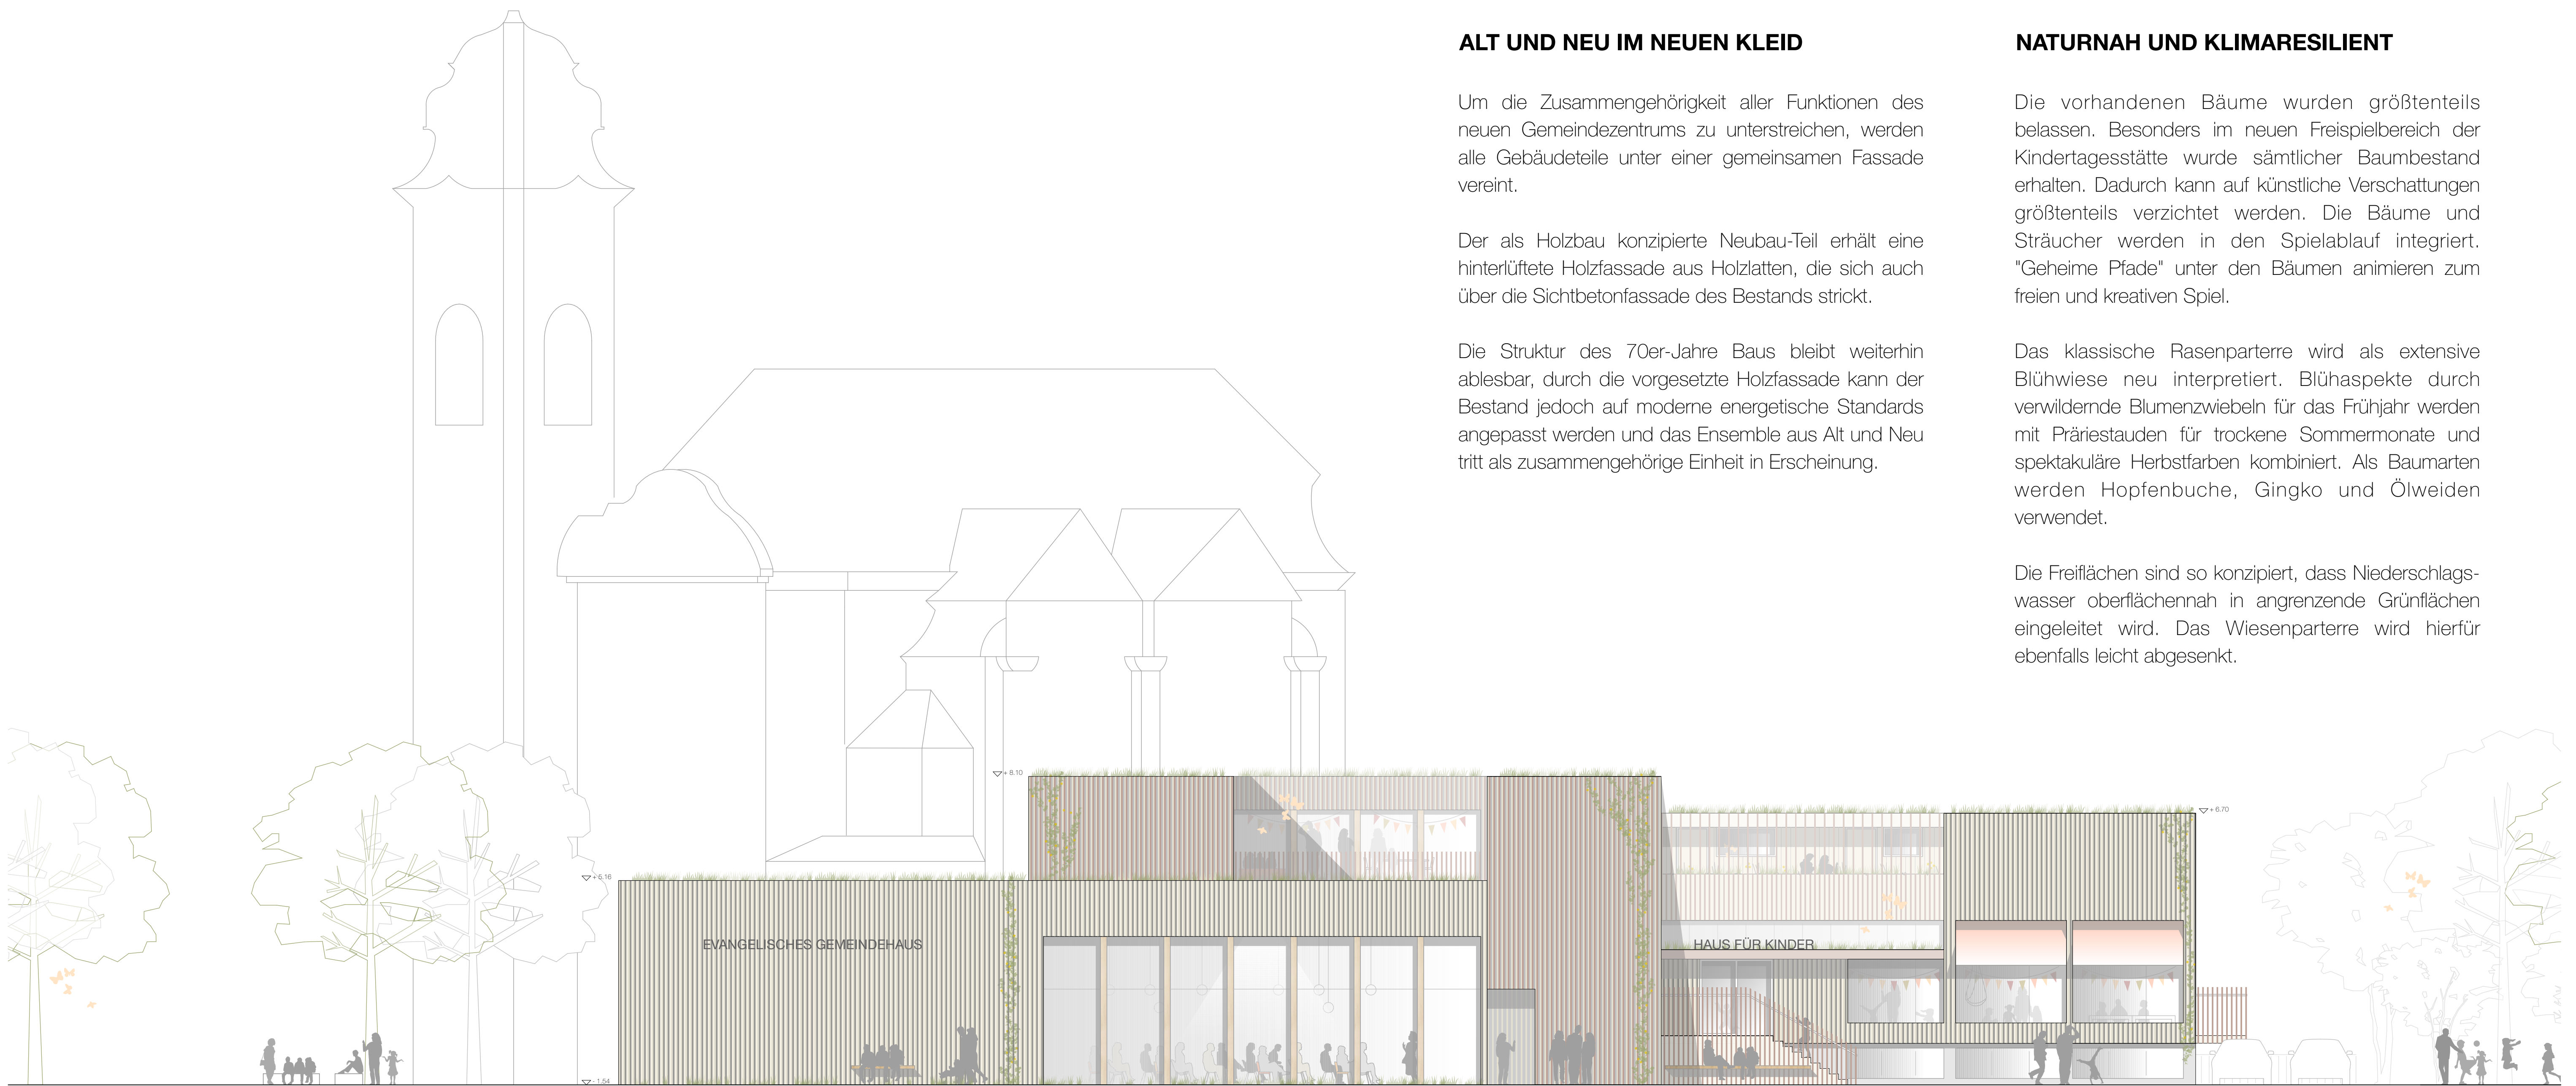 ALT UND NEU IM NEUEN KLEID
Um die Zusammengehörigkeit aller Funktionen des
neuen Gemeindezentrums zu unterstreichen, werden
alle Gebäudeteile unter einer gemeinsamen Fassade
vereint.
Der als Holzbau konzipierte Neubau-Teil erhält eine
hinterlüftete Holzfassade aus Holzlatten, die sich auch
über die Sichtbetonfassade des Bestands strickt.
Die Struktur des 70er-Jahre Baus bleibt weiterhin
ablesbar, durch die vorgesetzte Holzfassade kann der
Bestand jedoch auf moderne energetische Standards
angepasst werden und das Ensemble aus Alt und Neu
tritt als zusammengehörige Einheit in Erscheinung.
NATURNAH UND KLIMARESILIENT
Die vorhandenen Bäume wurden größtenteils
belassen. Besonders im neuen Freispielbereich der
Kindertagesstätte wurde sämtlicher Baumbestand
erhalten. Dadurch kann auf künstliche Verschattungen
größtenteils verzichtet werden. Die Bäume und
Sträucher werden in den Spielablauf integriert.
"Geheime Pfade" unter den Bäumen animieren zum
freien und kreativen Spiel.
Das klassische Rasenparterre wird als extensive
Blühwiese neu interpretiert. Blühaspekte durch
verwildernde Blumenzwiebeln für das Frühjahr werden
mit Präriestauden für trockene Sommermonate und
spektakuläre Herbstfarben kombiniert. Als Baumarten
werden Hopfenbuche, Gingko und Ölweiden
verwendet.
Die Freiflächen sind so konzipiert, dass Niederschlags-
wasser oberflächennah in angrenzende Grünflächen
eingeleitet wird. Das Wiesenparterre wird hierfür
ebenfalls leicht abgesenkt.
+ 8.10
+ 6.70
+ 5.16
EVANGELISCHES GEMEINDEHAUS
HAUS FÜR KINDER
- 1.54